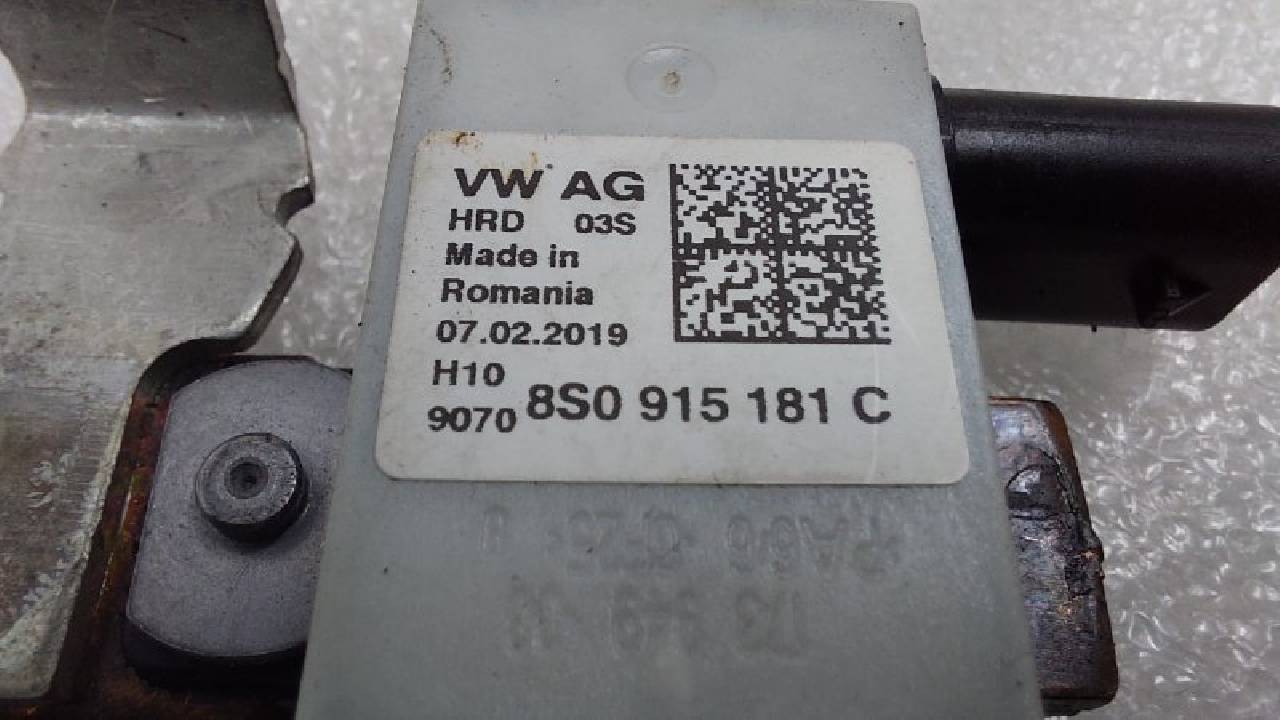 VW AG
HRD 03S
Made in
Romania
07.02.2019
H10
9070 8S0 915 181 C